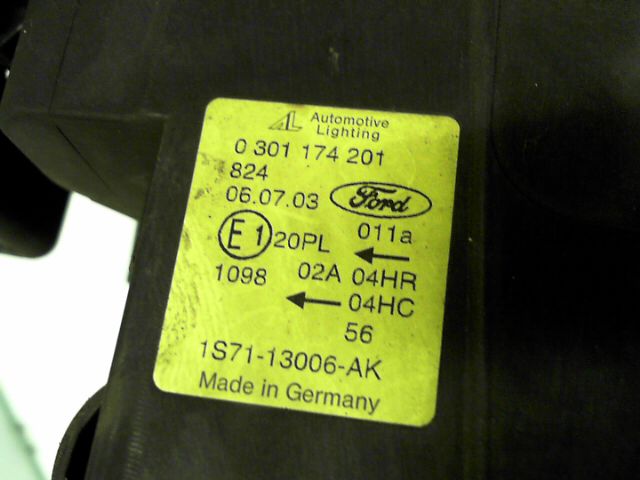 AL Automotive
Lighting
0 301 174 201
824
06.07.03 Ford
E1 20PL 011a
←
1098 02A 04HR
← 04HC
56
1S71-13006-AK
Made in Germany